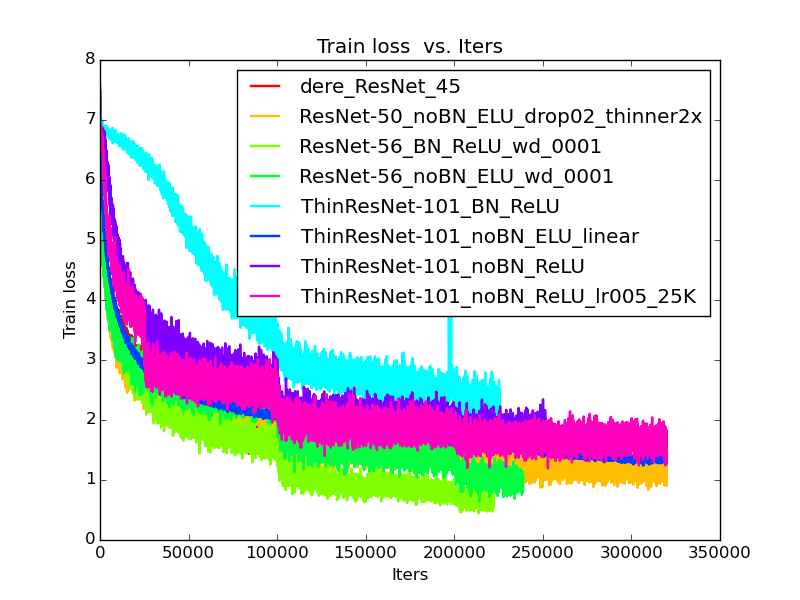 Train loss  vs. Iters
8
7
6
5
4
3
2
1
0
Train loss
dere_ResNet_45
ResNet-50_noBN_ELU_drop02_thinner2x
ResNet-56_BN_ReLU_wd_0001
ResNet-56_noBN_ELU_wd_0001
ThinResNet-101_BN_ReLU
ThinResNet-101_noBN_ELU_linear
ThinResNet-101_noBN_ReLU
ThinResNet-101_noBN_ReLU_lr005_25K
0 50000 100000 150000 200000 250000 300000 350000
Iters